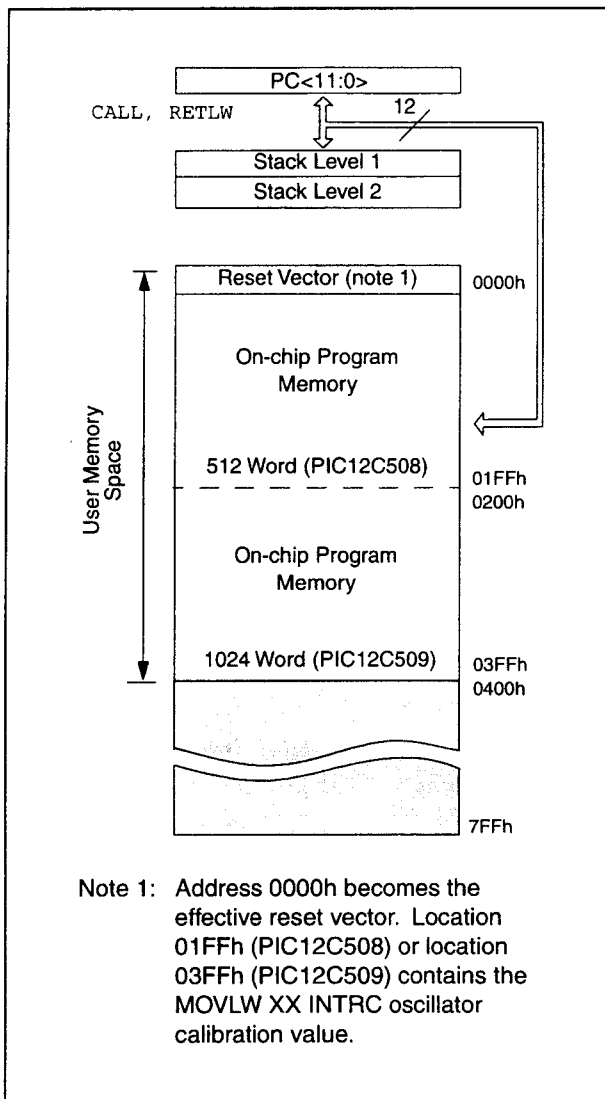 PC<11:0>
CALL, RETLW
12
Stack Level 1
Stack Level 2
Reset Vector (note 1)
0000h
On-chip Program
Memory
User Memory
Space
512 Word (PIC12C508)
01FFh
0200h
On-chip Program
Memory
1024 Word (PIC12C509)
03FFh
0400h
7FFh
Note 1: Address 0000h becomes the
effective reset vector. Location
01FFh (PIC12C508) or location
03FFh (PIC12C509) contains the
MOVLW XX INTRC oscillator
calibration value.